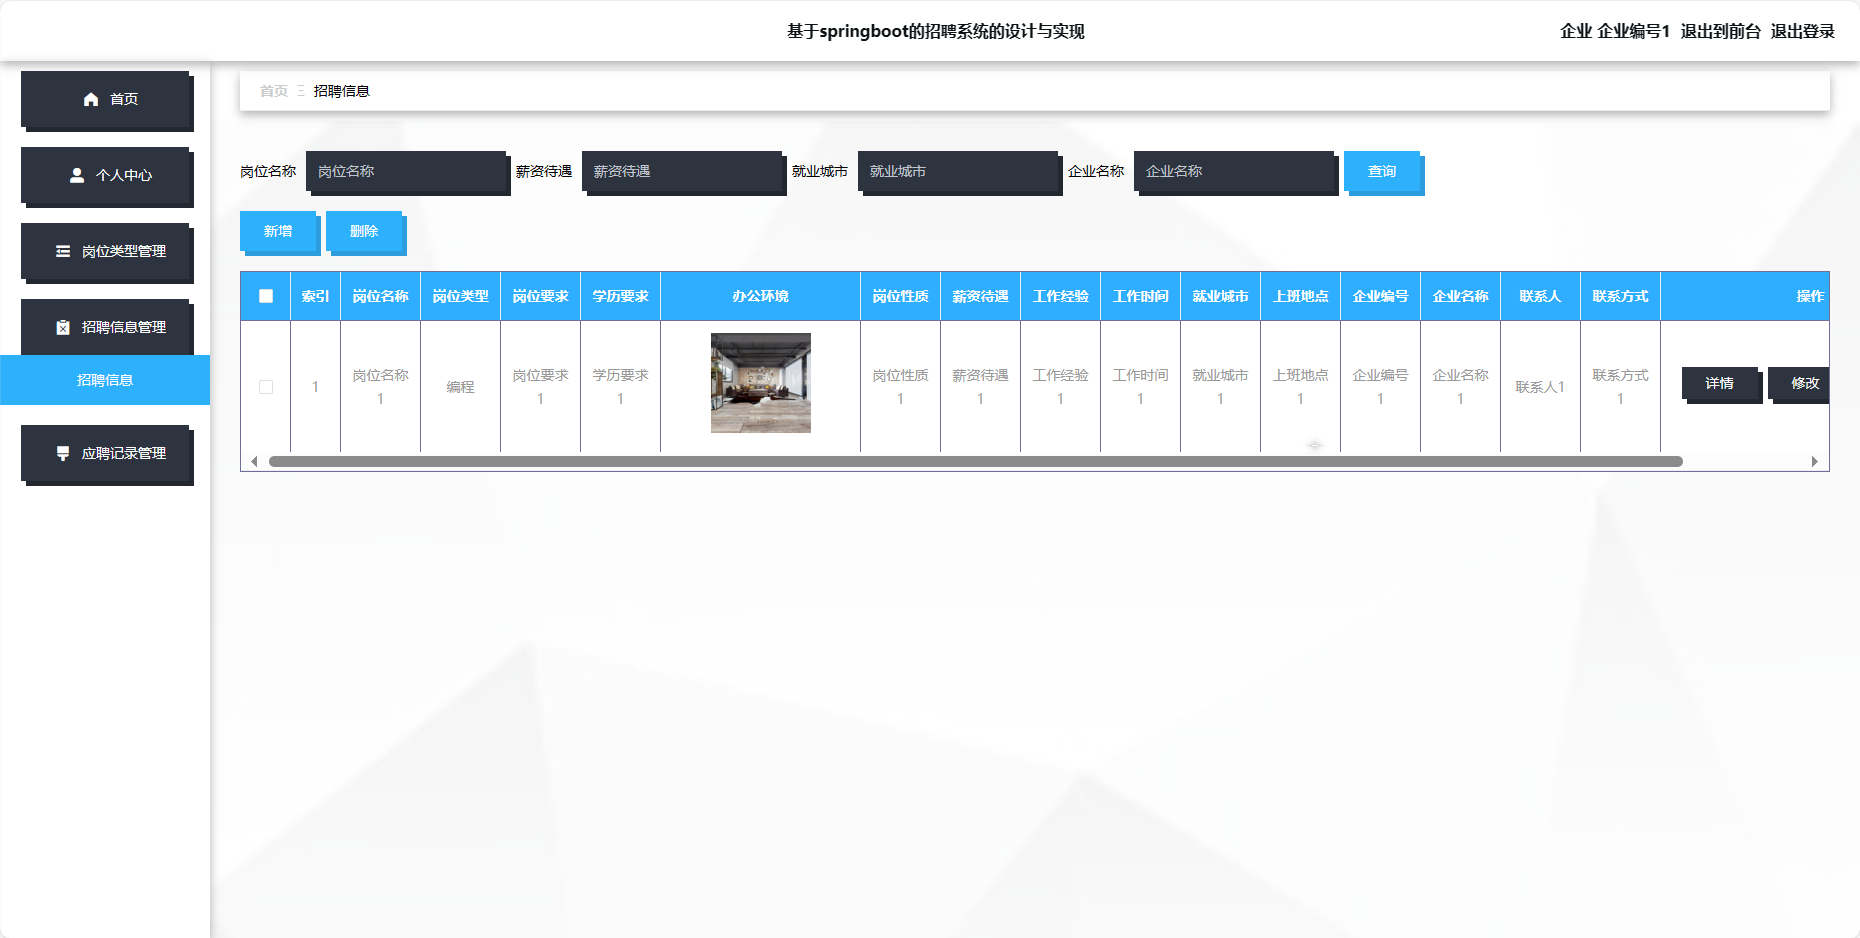 基于springboot的招聘系统的设计与实现
企业 企业编号1 退出到前台 退出登录
首页
个人中心
岗位类型管理
招聘信息管理
招聘信息
应聘记录管理
首页 招聘信息
岗位名称 岗位名称 薪资待遇 薪资待遇 就业城市 就业城市 企业名称 企业名称 查询
新增 删除
索引 岗位名称 岗位类型 岗位要求 学历要求 办公环境 岗位性质 薪资待遇 工作经验 工作时间 就业城市 上班地点 企业编号 企业名称 联系人 联系方式 操作
1 岗位名称1 编程 岗位要求1 学历要求1 岗位性质1 薪资待遇1 工作经验1 工作时间1 就业城市1 上班地点1 企业编号1 企业名称1 联系人1 联系方式1 详情 修改